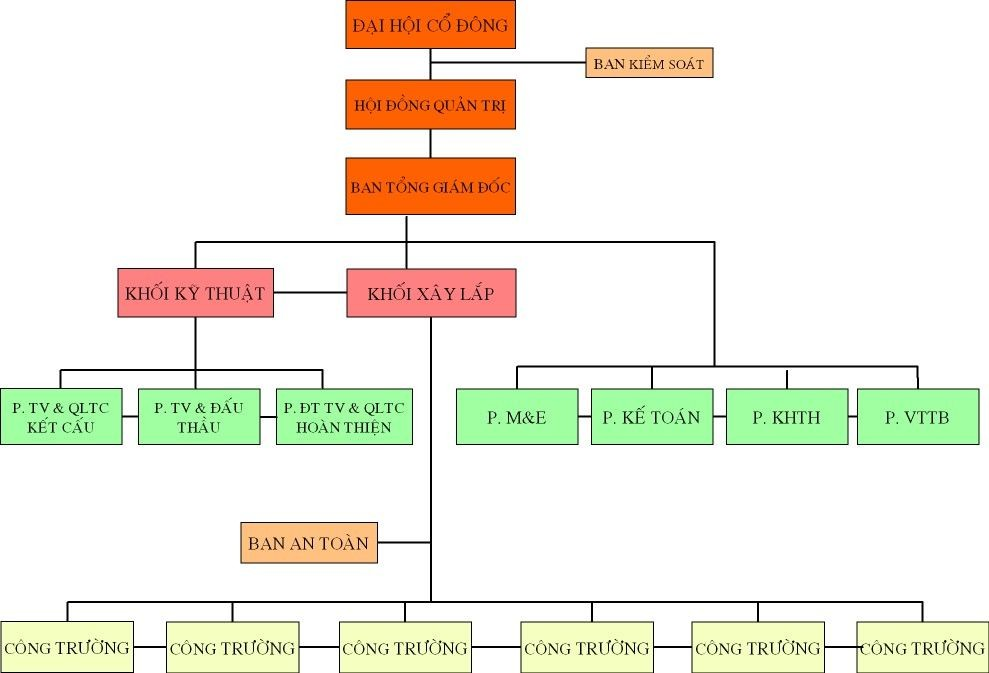 ĐẠI HỘI CỔ ĐÔNG
BAN KIỂM SOÁT
HỘI ĐỒNG QUẢN TRỊ
BAN TỔNG GIÁM ĐỐC
KHỐI KỸ THUẬT
KHỐI XÂY LẮP
P. TV & QLTC
KẾT CẤU
P. TV & ĐẤU
THẦU
P. ĐT TV & QLTC
HOÀN THIỆN
P. M&E
P. KẾ TOÁN
P. KHTH
P. VTTB
BAN AN TOÀN
CÔNG TRƯỜNG
CÔNG TRƯỜNG
CÔNG TRƯỜNG
CÔNG TRƯỜNG
CÔNG TRƯỜNG
CÔNG TRƯỜNG